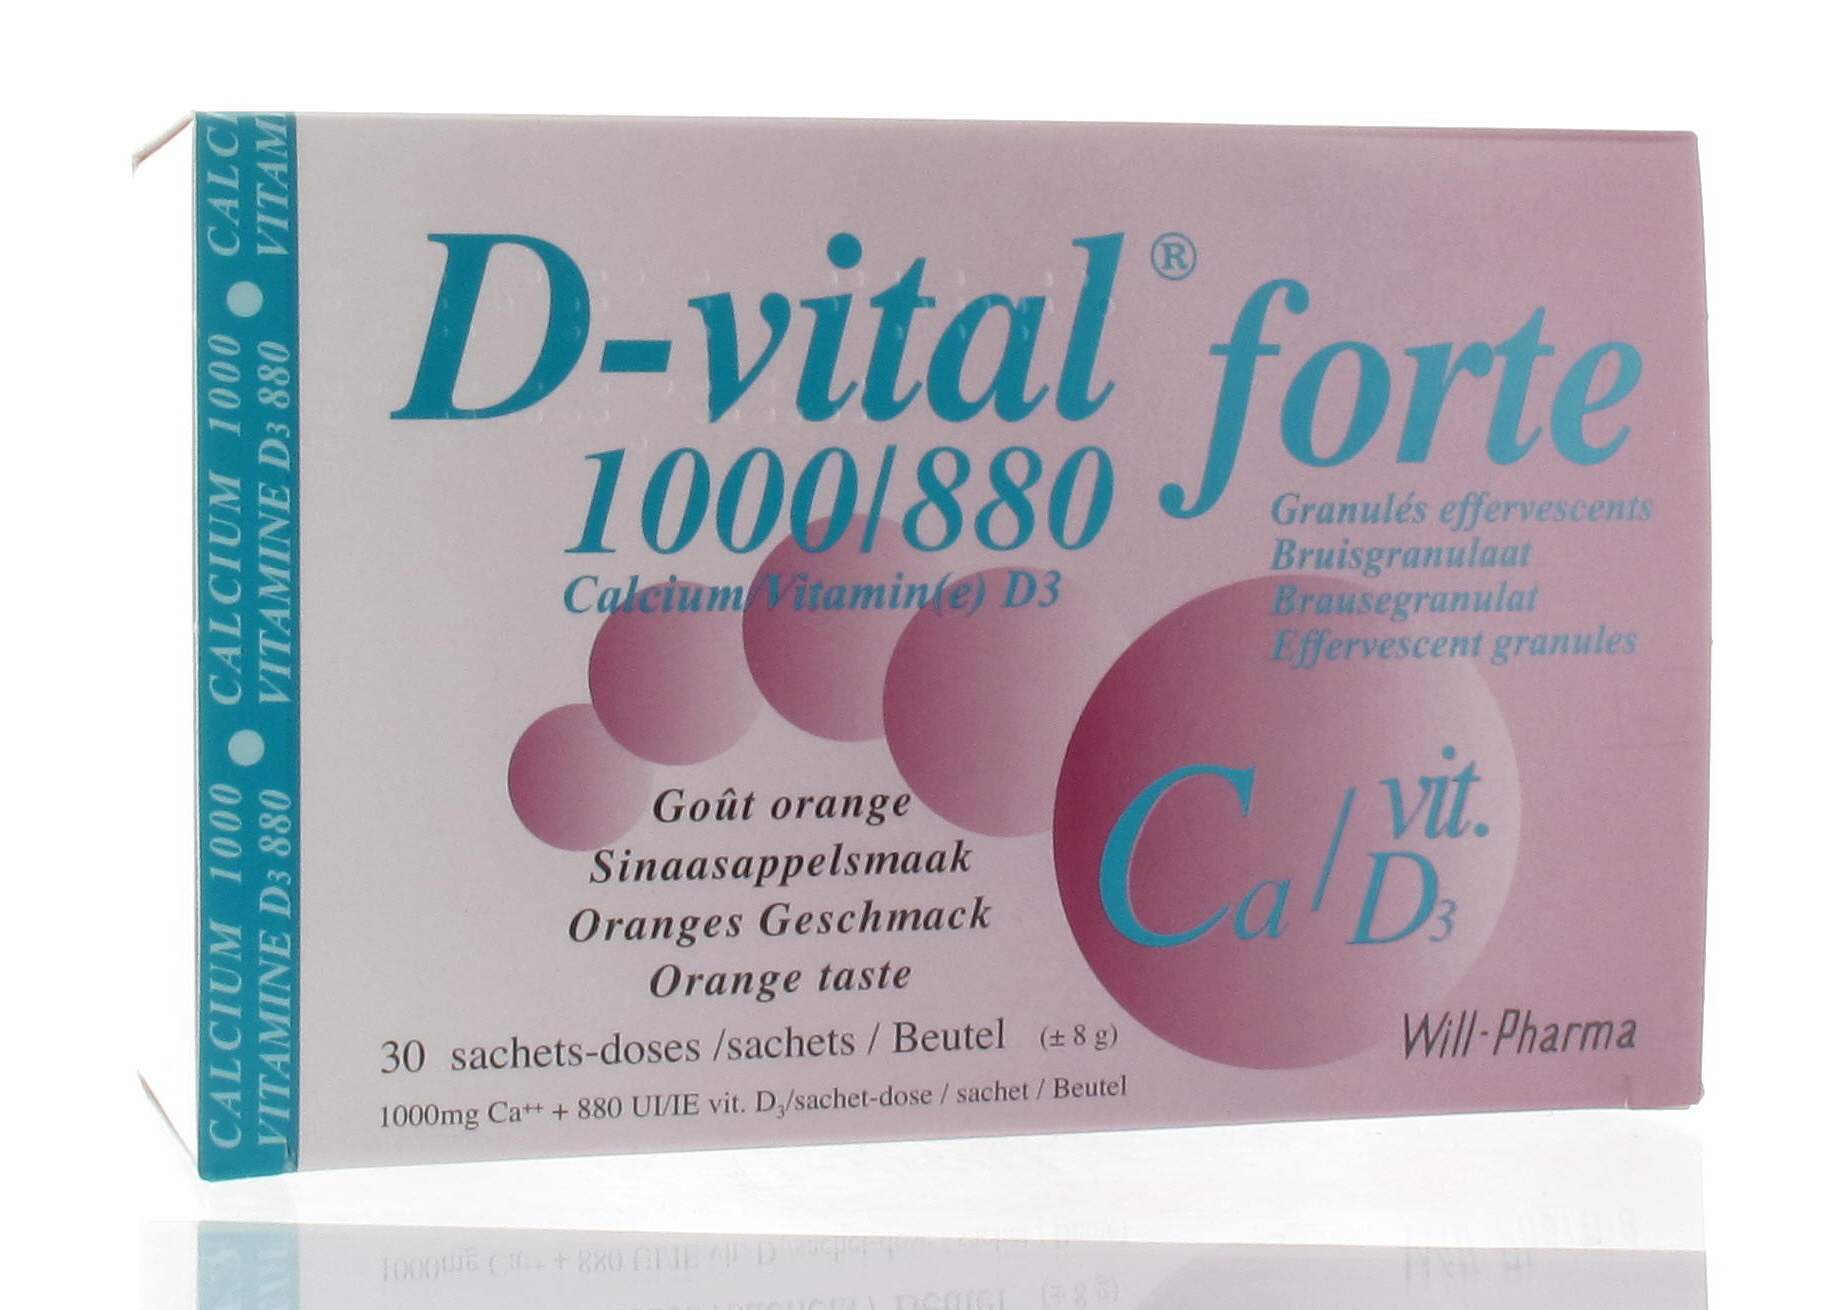 CALCIUM 1000 ● CALCIUM 1000 ● CALC
VITAMINE D3 880 VITAMINE D3 880 VITAM
D-vital® forte
1000/880
Calcium/Vitamin(e) D3
Granulés effervescents
Bruisgranulaat
Brausegranulat
Effervescent granules
Ca/vit. D3
Goût orange
Sinaasappelsmaak
Oranges Geschmack
Orange taste
30 sachets-doses /sachets / Beutel (± 8 g)
1000mg Ca++ + 880 UI/IE vit. D3/sachet-dose / sachet / Beutel
Will-Pharma